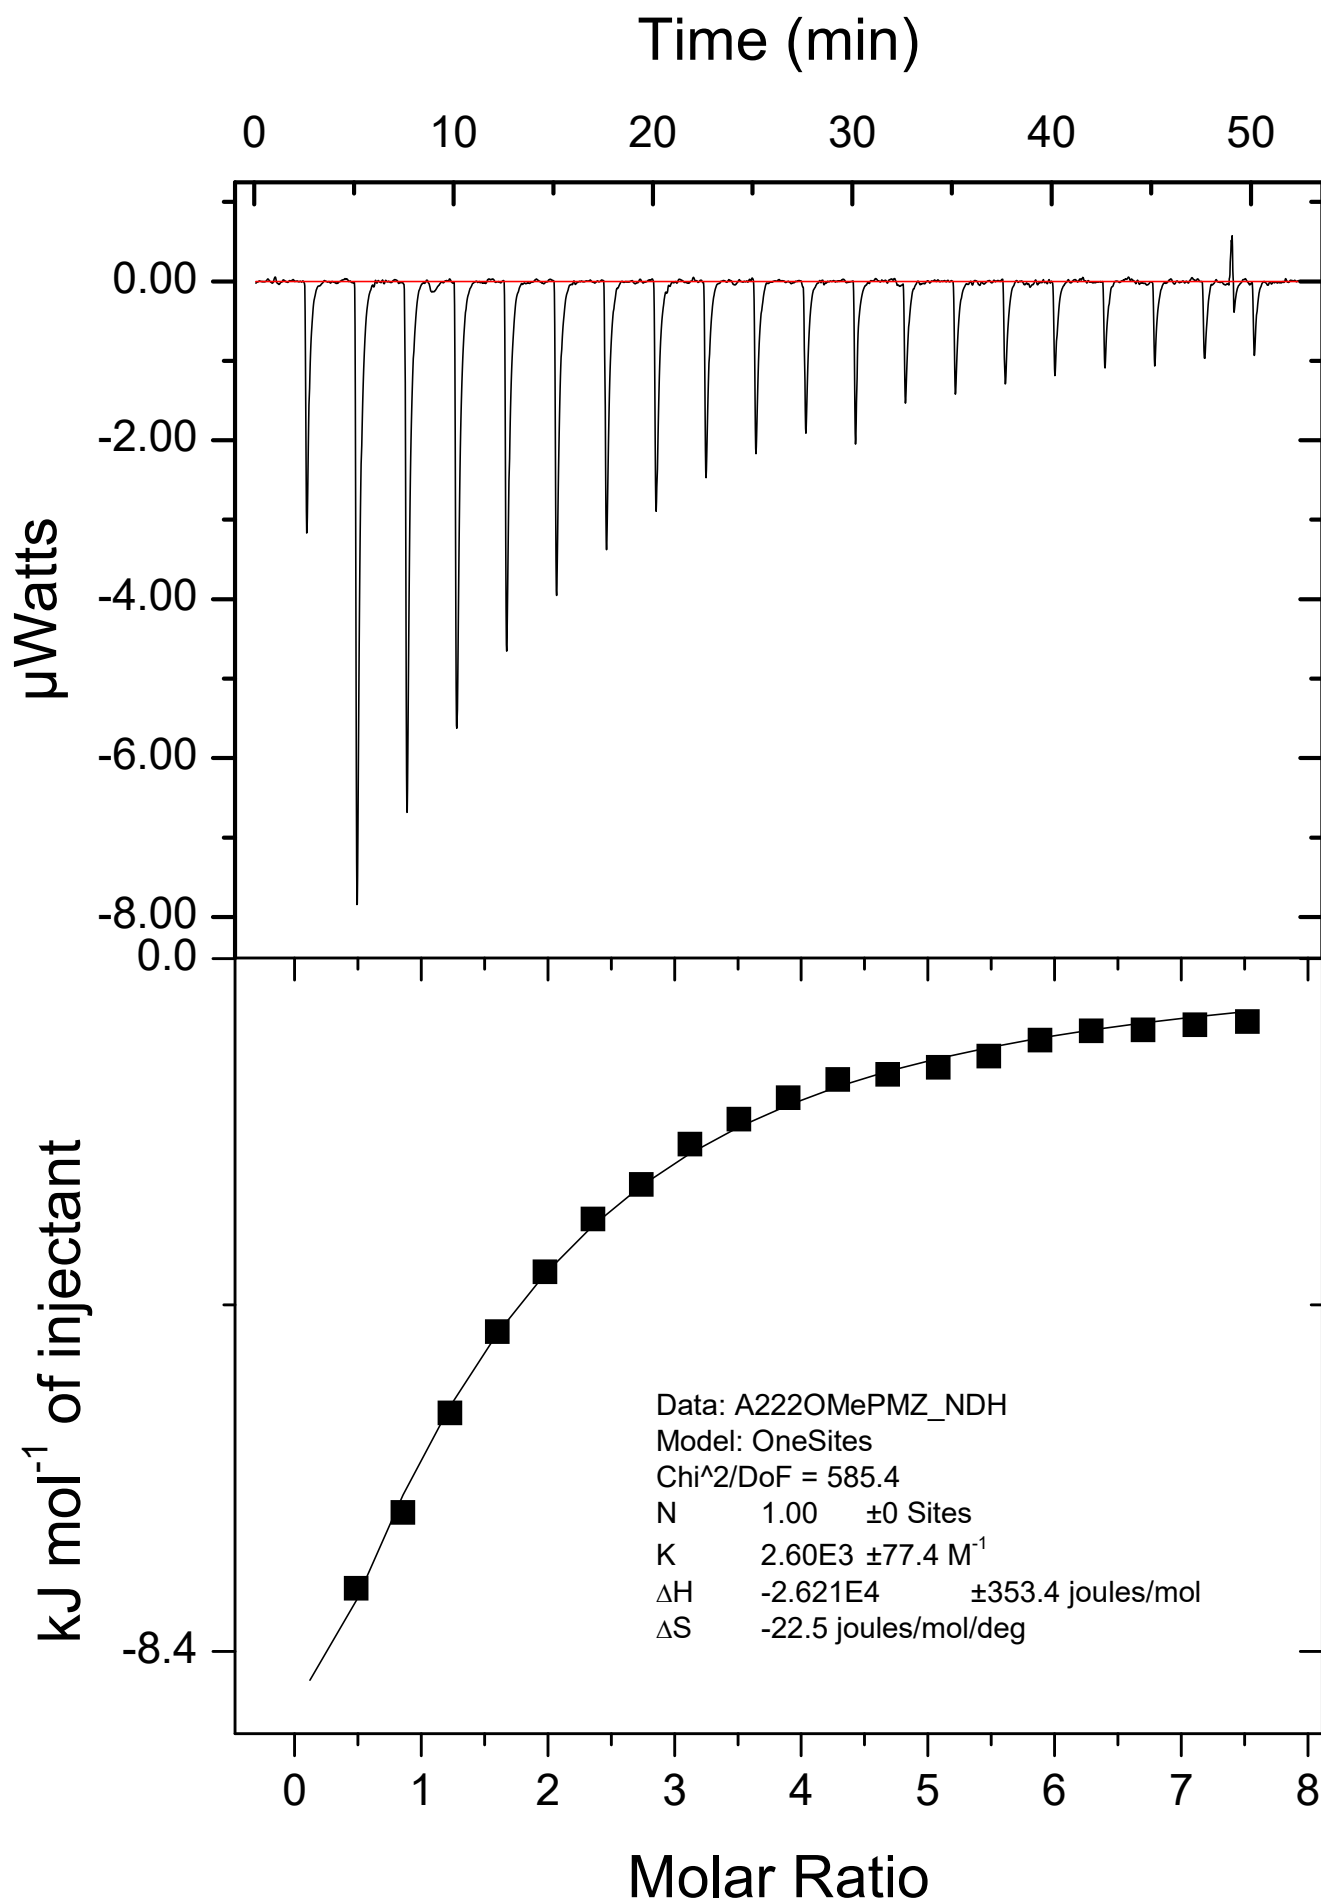 Time (min)
0 10 20 30 40 50
0.00
-2.00
-4.00
-6.00
-8.00
µWatts
0.0
-8.4
kJ mol⁻¹ of injectant
Data: A222OMePMZ_NDH
Model: OneSites
Chi^2/DoF = 585.4
N 1.00 ±0 Sites
K 2.60E3 ±77.4 M⁻¹
ΔH -2.621E4 ±353.4 joules/mol
ΔS -22.5 joules/mol/deg
0 1 2 3 4 5 6 7 8
Molar Ratio